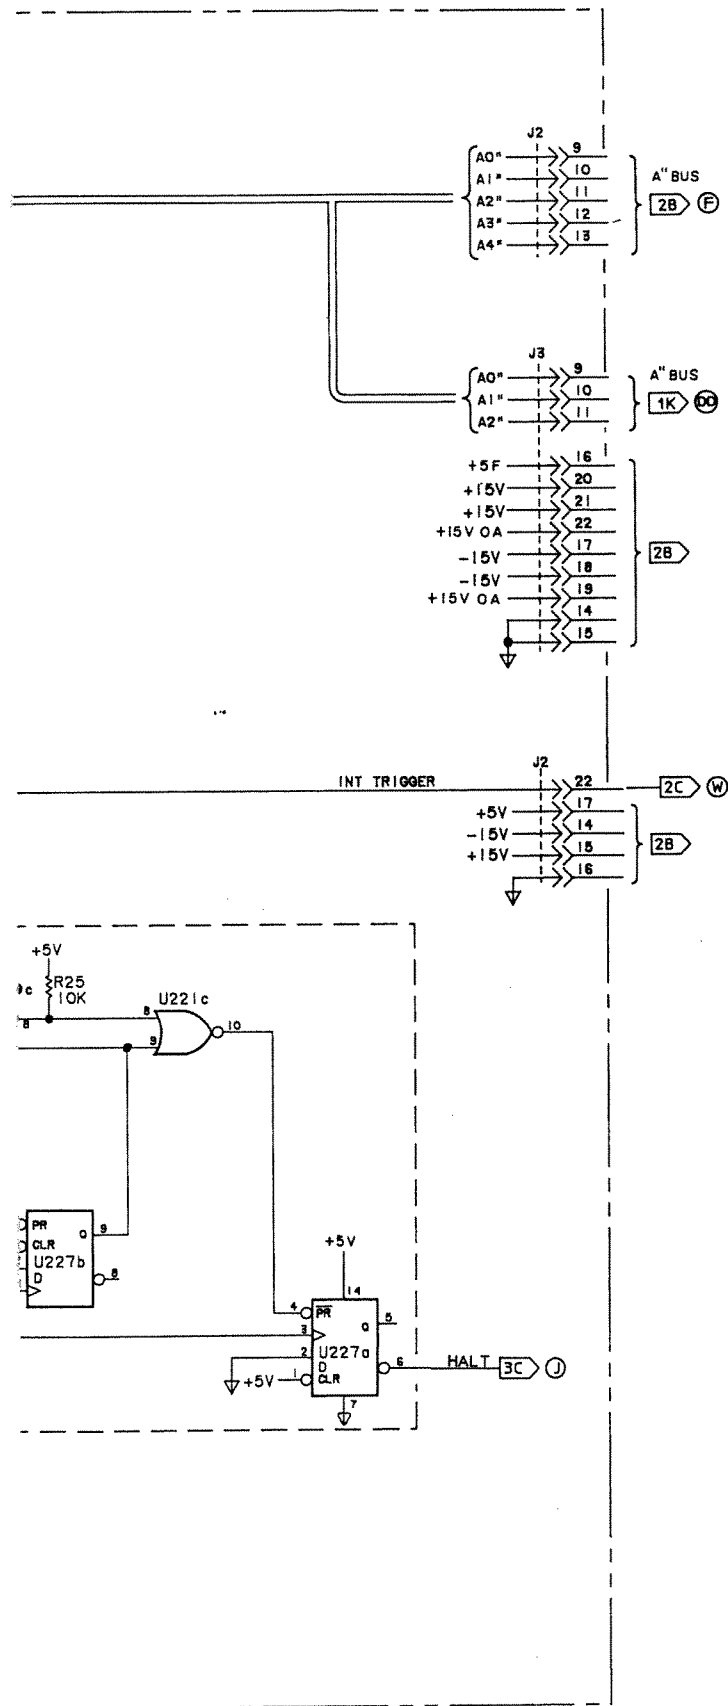 J2
A0" 9
A1" 10
A2" 11
A3" 12
A4" 13
A" BUS
2B F
J3
A0" 9
A1" 10
A2" 11
A" BUS
1K DD
+5F 16
+15V 20
+15V 21
+15V OA 22
-15V 17
-15V 18
+15V OA 19
14
15
2B
J2
INT TRIGGER 22 2C W
+5V 17
-15V 14
+15V 15
16
2B
+5V
c R25
10K
8
U221c
8
9
10
PR Q 9
CLR
U227b
D 8
+5V
14
4 PR Q 5
3
2 U227a
D
+5V 1 CLR
6 HALT 3C J
7